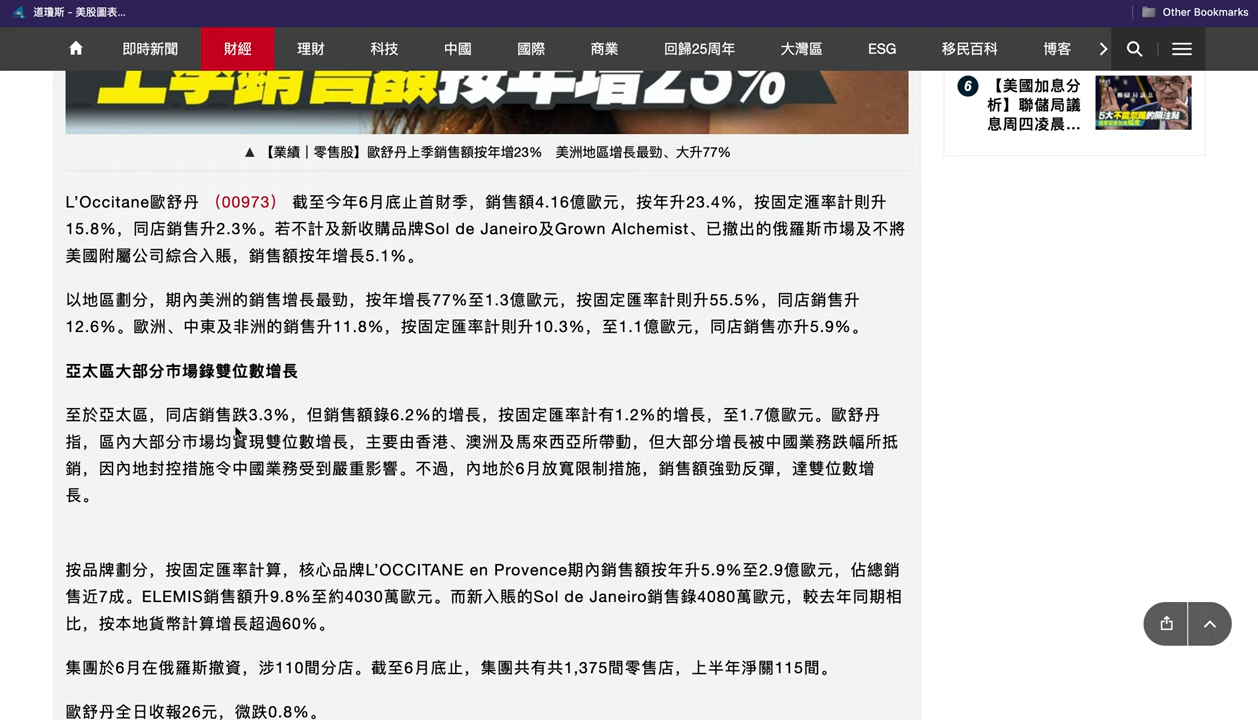 道瓊斯 - 美股圖表...
Other Bookmarks
即時新聞 財經 理財 科技 中國 國際 商業 回歸25周年 大灣區 ESG 移民百科 博客
上季銷售額按年增23%
6
【美國加息分
析】聯儲局議
息周四凌晨...
5大不能忽略的關注點
▲ 【業績｜零售股】歐舒丹上季銷售額按年增23% 美洲地區增長最勁、大升77%
L'Occitane歐舒丹 （00973） 截至今年6月底止首財季，銷售額4.16億歐元，按年升23.4%，按固定滙率計則升
15.8%，同店銷售升2.3%。若不計及新收購品牌Sol de Janeiro及Grown Alchemist、已撤出的俄羅斯市場及不將
美國附屬公司綜合入賬，銷售額按年增長5.1%。
以地區劃分，期內美洲的銷售增長最勁，按年增長77%至1.3億歐元，按固定匯率計則升55.5%，同店銷售升
12.6%。歐洲、中東及非洲的銷售升11.8%，按固定匯率計則升10.3%，至1.1億歐元，同店銷售亦升5.9%。
亞太區大部分市場錄雙位數增長
至於亞太區，同店銷售跌3.3%，但銷售額錄6.2%的增長，按固定匯率計有1.2%的增長，至1.7億歐元。歐舒丹
指，區內大部分市場均實現雙位數增長，主要由香港、澳洲及馬來西亞所帶動，但大部分增長被中國業務跌幅所抵
銷，因內地封控措施令中國業務受到嚴重影響。不過，內地於6月放寬限制措施，銷售額強勁反彈，達雙位數增
長。
按品牌劃分，按固定匯率計算，核心品牌L'OCCITANE en Provence期內銷售額按年升5.9%至2.9億歐元，佔總銷
售近7成。ELEMIS銷售額升9.8%至約4030萬歐元。而新入賬的Sol de Janeiro銷售錄4080萬歐元，較去年同期相
比，按本地貨幣計算增長超過60%。
集團於6月在俄羅斯撤資，涉110間分店。截至6月底止，集團共有共1,375間零售店，上半年淨關115間。
歐舒丹全日收報26元，微跌0.8%。